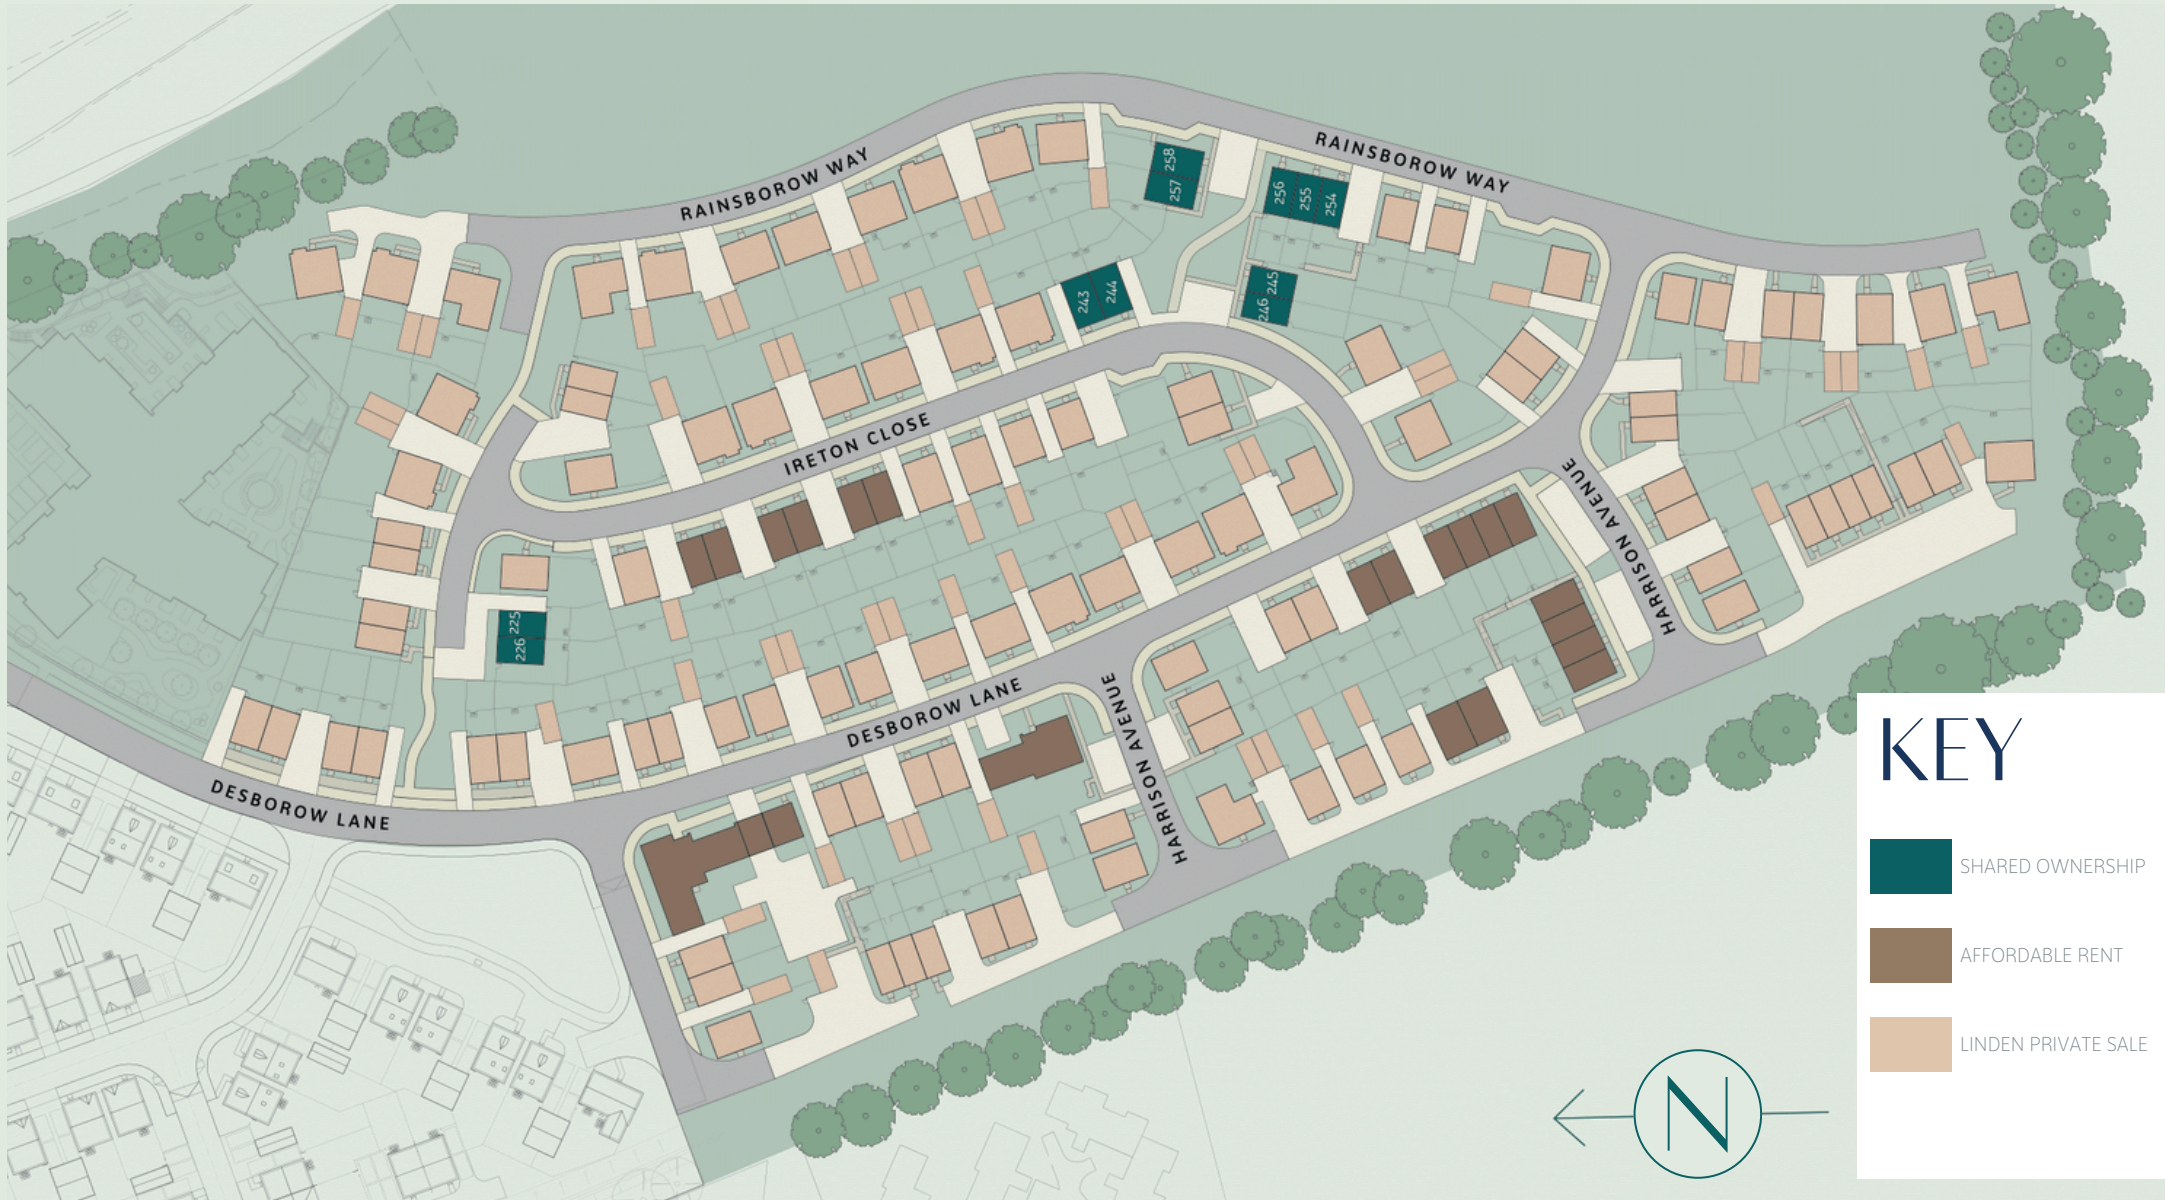 RAINSBOROW WAY
RAINSBOROW WAY
258
257
256
255
254
243
244
245
246
IRETON CLOSE
225
226
HARRISON AVENUE
DESBOROW LANE
HARRISON AVENUE
DESBOROW LANE
KEY
SHARED OWNERSHIP
AFFORDABLE RENT
LINDEN PRIVATE SALE
N